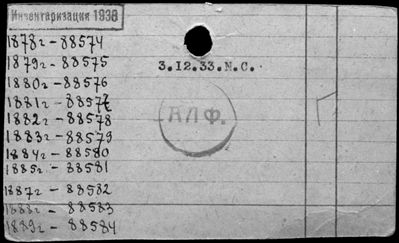 Инвентаризация 1938
1878г - 88574
1879г - 88575
3.12.33.N.C.
1880г - 88576
1881г - 88577
АЛФ.
1882г - 88578
1883г - 88579
1884г - 88580
1885г - 88581
1887г - 88582
1888г - 88583
1889г - 88584